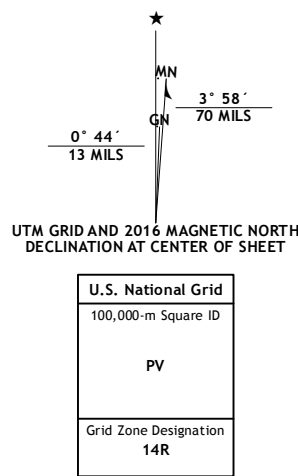 ★
MN
3° 58´
70 MILS
GN
0° 44´
13 MILS
UTM GRID AND 2016 MAGNETIC NORTH
DECLINATION AT CENTER OF SHEET
U.S. National Grid
100,000-m Square ID
PV
Grid Zone Designation
14R